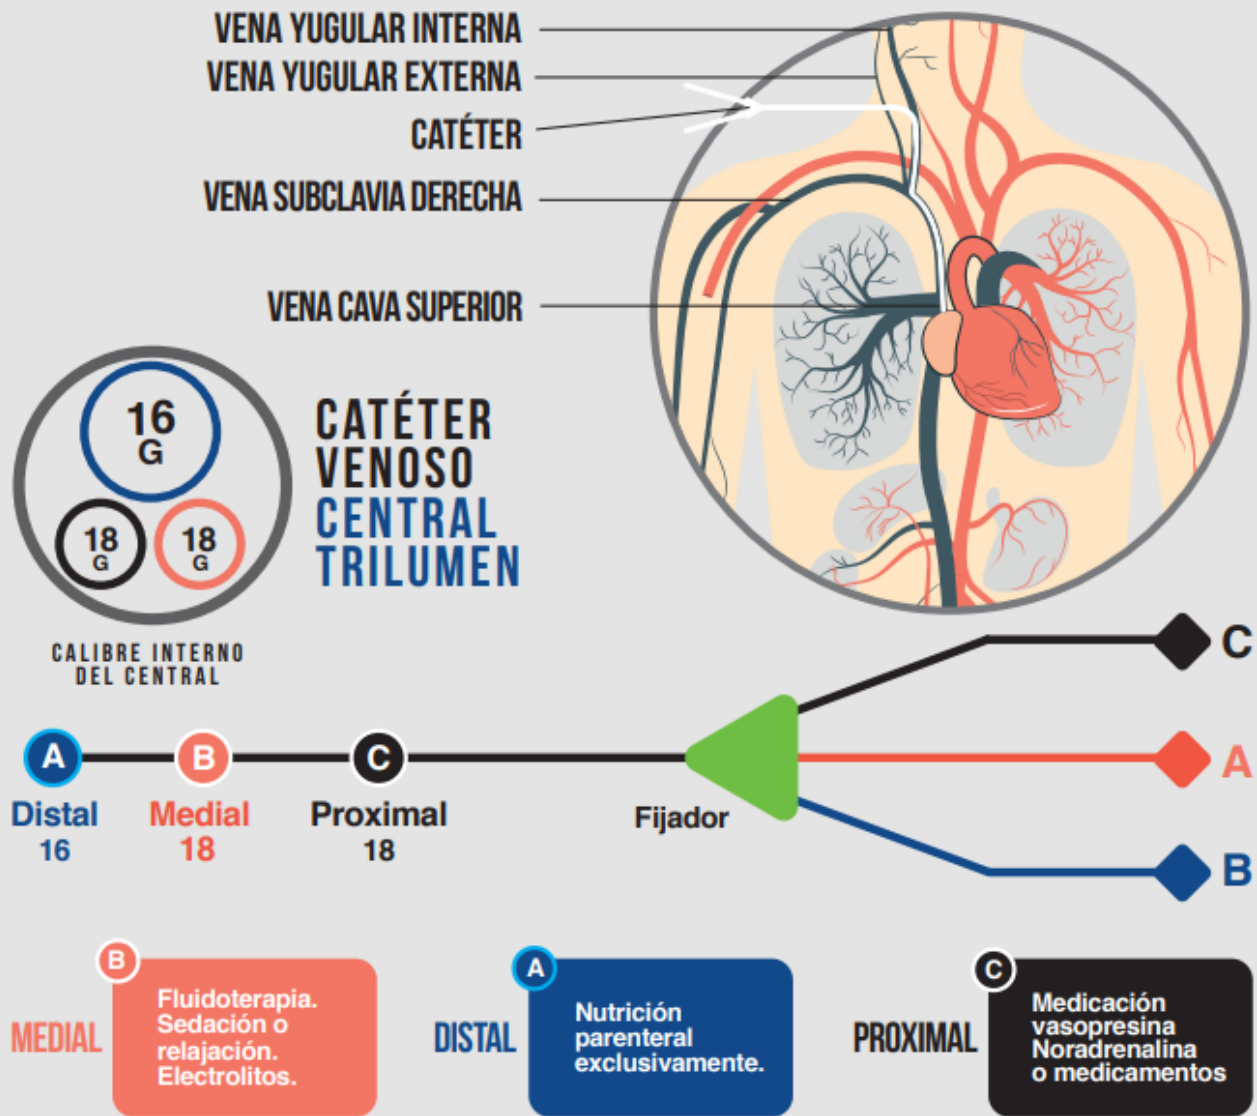 VENA YUGULAR INTERNA
VENA YUGULAR EXTERNA
CATÉTER
VENA SUBCLAVIA DERECHA
VENA CAVA SUPERIOR
16
G
18
G
18
G
CATÉTER
VENOSO
CENTRAL
TRILUMEN
CALIBRE INTERNO
DEL CENTRAL
C
A
B
A
B
C
Distal
16
Medial
18
Proximal
18
Fijador
MEDIAL
B
Fluidoterapia.
Sedación o
relajación.
Electrolitos.
DISTAL
A
Nutrición
parenteral
exclusivamente.
PROXIMAL
C
Medicación
vasopresina
Noradrenalina
o medicamentos